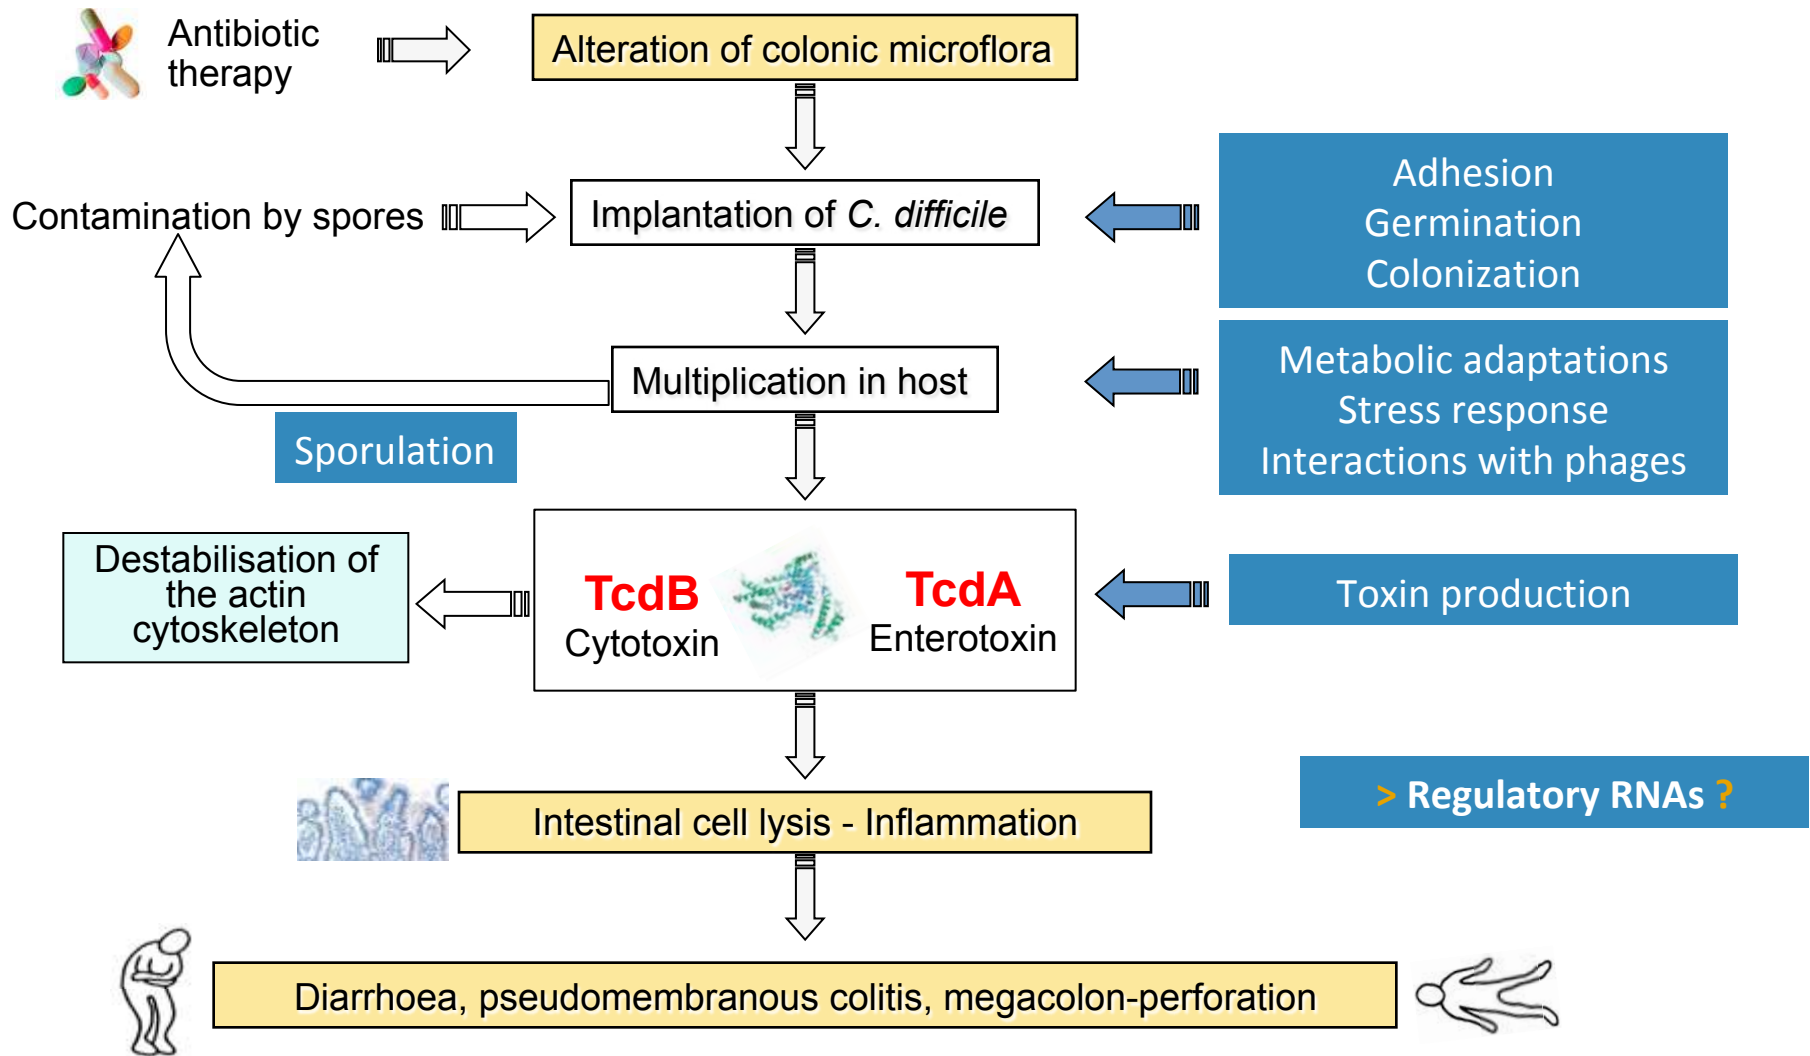 Antibiotic
therapy
Alteration of colonic microflora
Contamination by spores
Implantation of C. difficile
Adhesion
Germination
Colonization
Multiplication in host
Metabolic adaptations
Stress response
Interactions with phages
Sporulation
Destabilisation of
the actin
cytoskeleton
TcdB
Cytotoxin
TcdA
Enterotoxin
Toxin production
> Regulatory RNAs ?
Intestinal cell lysis - Inflammation
Diarrhoea, pseudomembranous colitis, megacolon-perforation